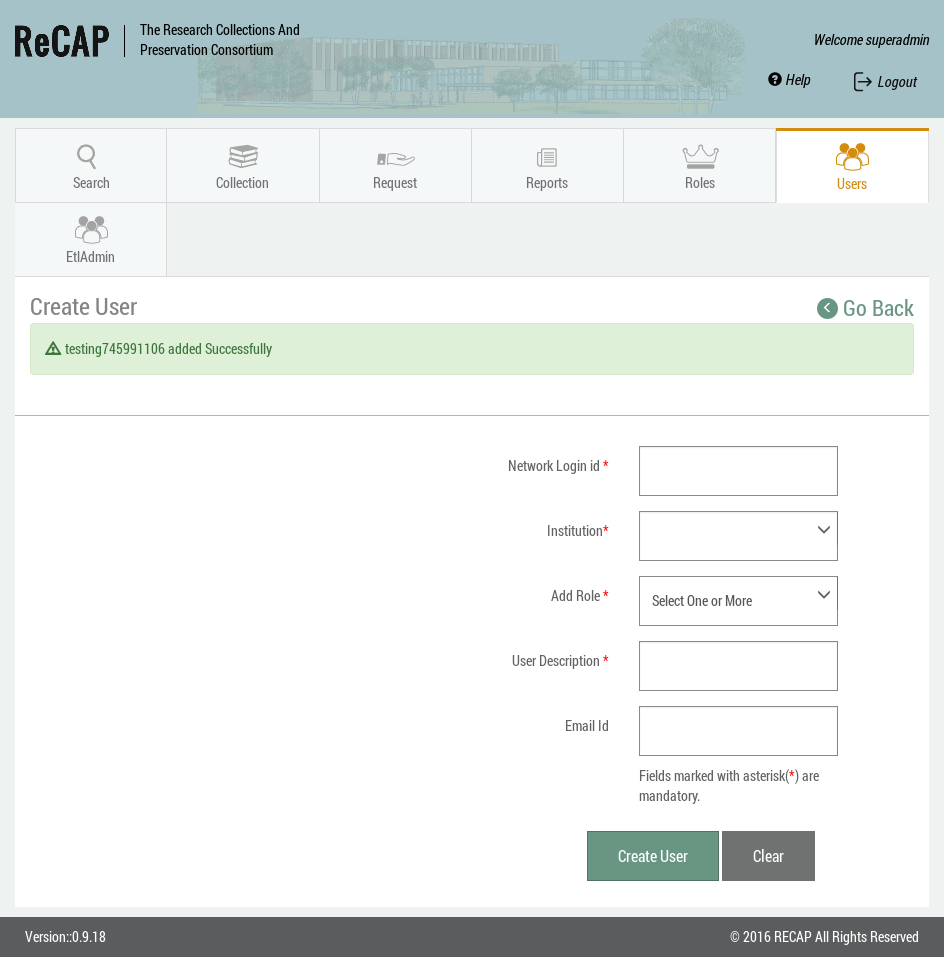 ReCAP
The Research Collections And
Preservation Consortium
Welcome superadmin
Help
Logout
Search
Collection
Request
Reports
Roles
Users
EtlAdmin
Create User
Go Back
testing745991106 added Successfully
Network Login id *
Institution*
Add Role *
Select One or More
User Description *
Email Id
Fields marked with asterisk(*) are
mandatory.
Create User
Clear
Version::0.9.18
© 2016 RECAP All Rights Reserved